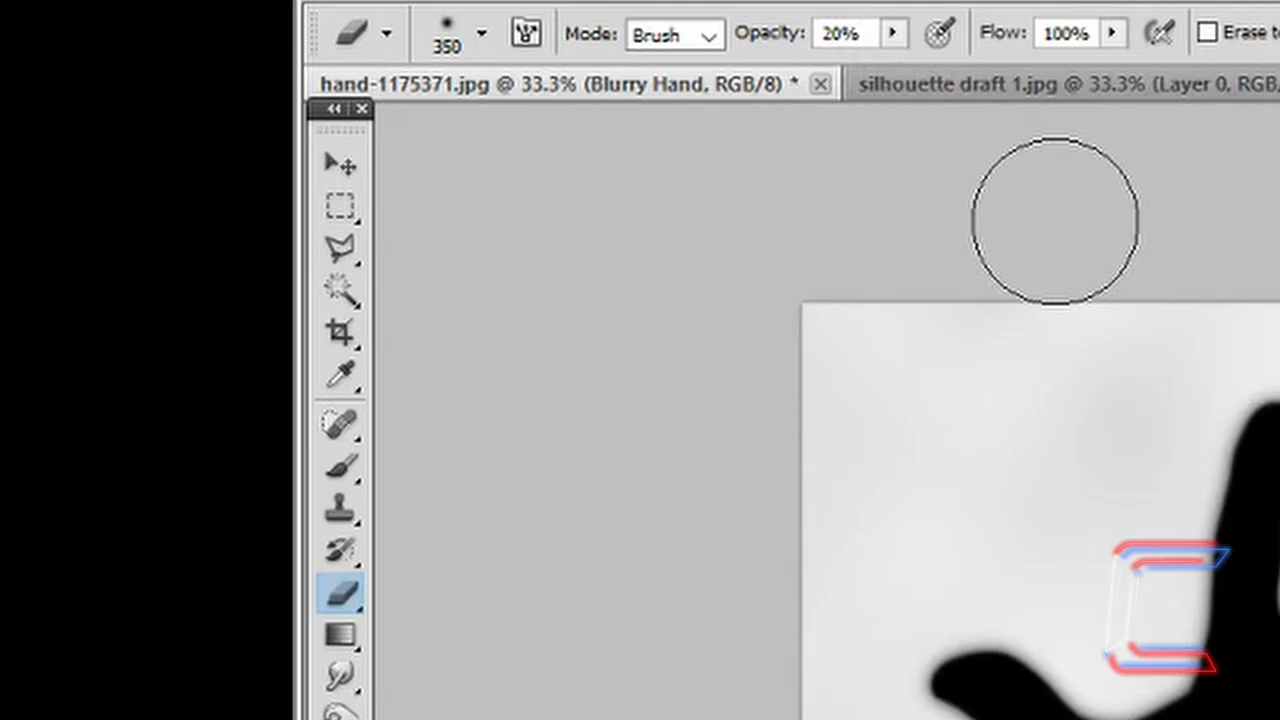 350 Mode: Brush Opacity: 20% Flow: 100% Erase
hand-1175371.jpg @ 33.3% (Blurry Hand, RGB/8) * silhouette draft 1.jpg @ 33.3% (Layer 0, RGB/